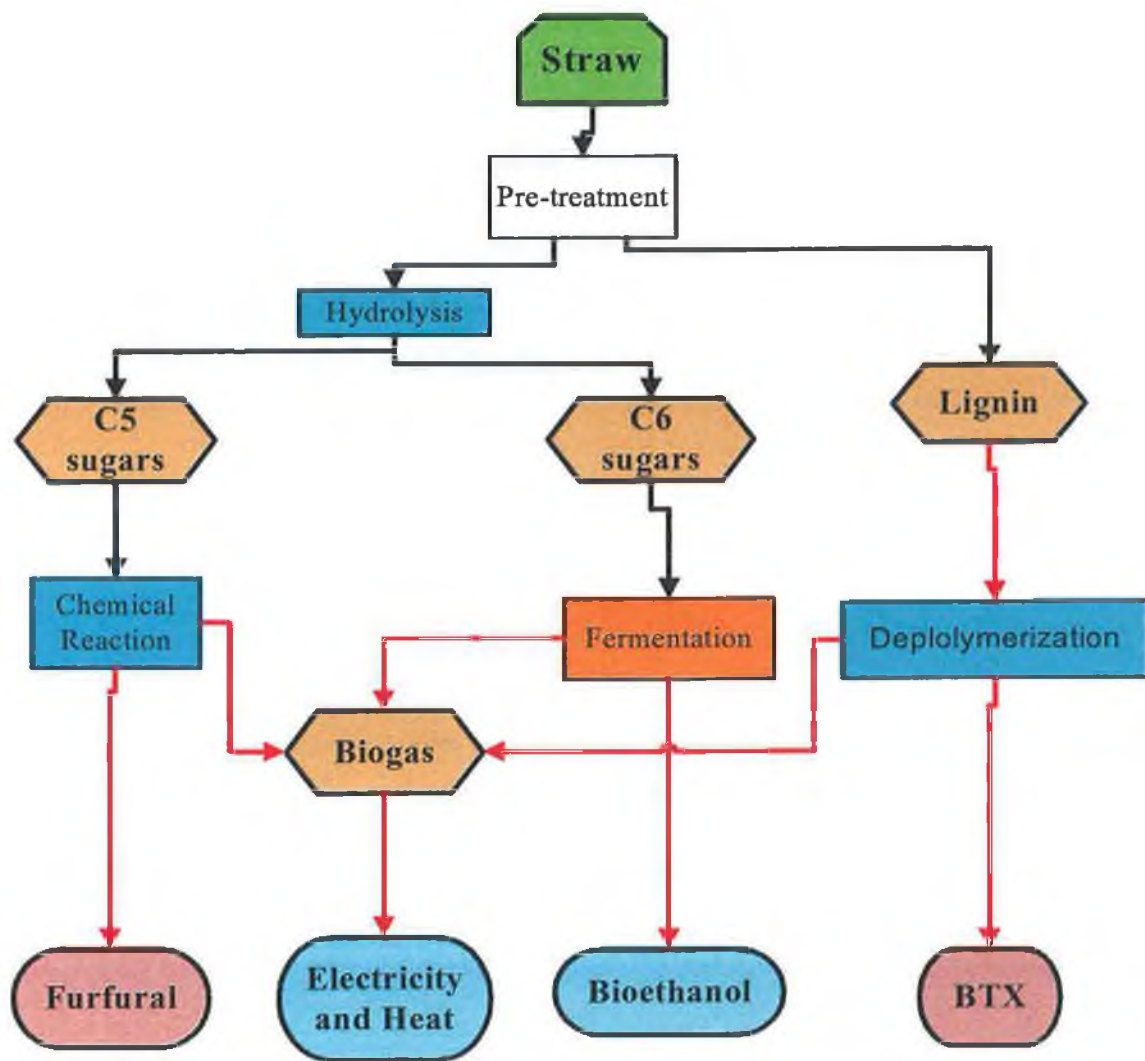 Straw
Pre-treatment
Hydrolysis
C5
sugars
C6
sugars
Lignin
Chemical
Reaction
Fermentation
Deplolymerization
Biogas
Furfural
Electricity
and Heat
Bioethanol
BTX